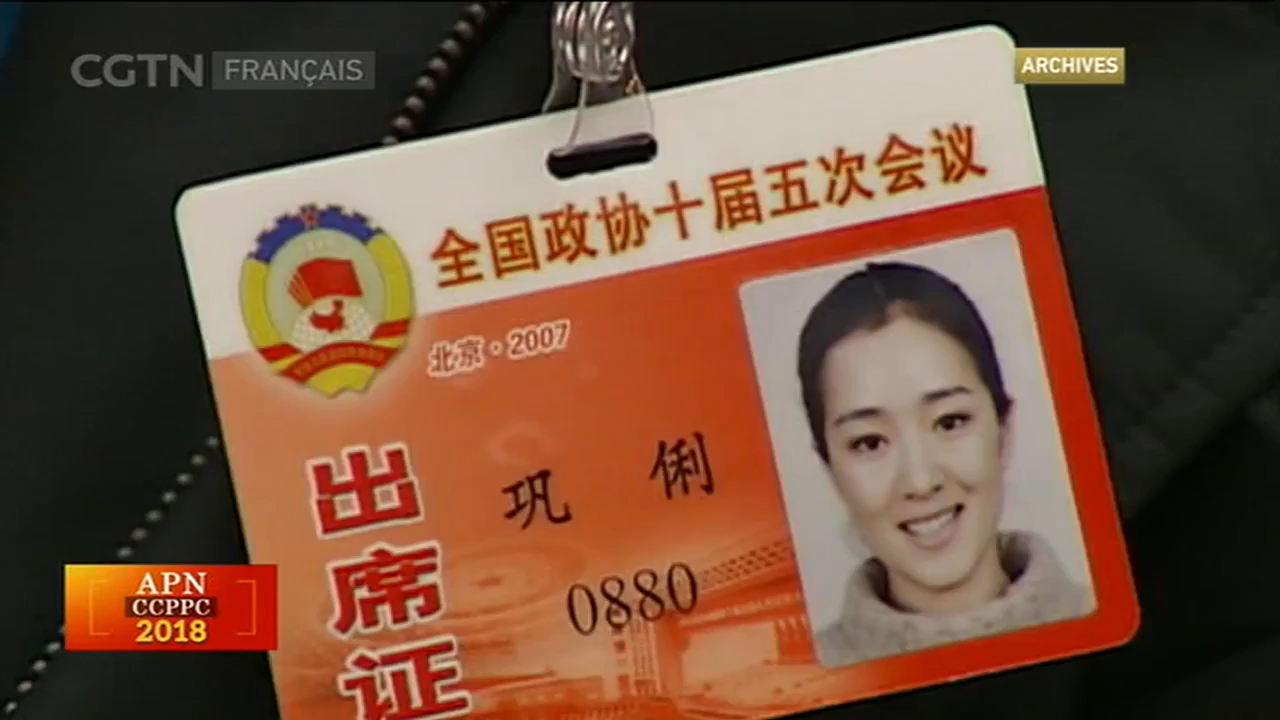 CGTN FRANÇAIS
ARCHIVES
全国政协十届五次会议
北京·2007
出席证
巩 俐
0880
APN
CCPPC
2018